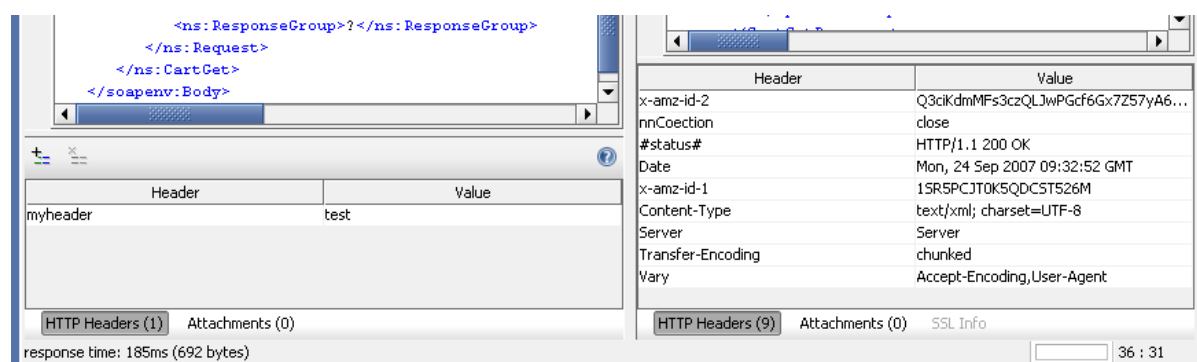 <ns:ResponseGroup>?</ns:ResponseGroup>
</ns:Request>
</ns:CartGet>
</soapenv:Body>
Header Value
myheader test
HTTP Headers (1) Attachments (0)
Header Value
x-amz-id-2 Q3ciKdmMFs3czQLJwPGcf6Gx7Z57yA6...
nnCoection close
#status# HTTP/1.1 200 OK
Date Mon, 24 Sep 2007 09:32:52 GMT
x-amz-id-1 1SR5PCJT0K5QDCST526M
Content-Type text/xml; charset=UTF-8
Server Server
Transfer-Encoding chunked
Vary Accept-Encoding,User-Agent
HTTP Headers (9) Attachments (0) SSL Info
response time: 185ms (692 bytes) 36 : 31